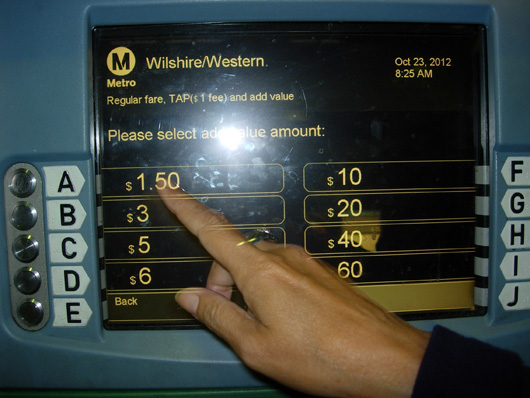 M
Metro
Wilshire/Western
Oct 23, 2012
8:25 AM
Regular fare, TAP($1 fee) and add value
Please select add value amount:
A
$1.50
$10
F
B
$3
$20
G
C
$5
$40
H
D
$6
60
I
E
Back
J